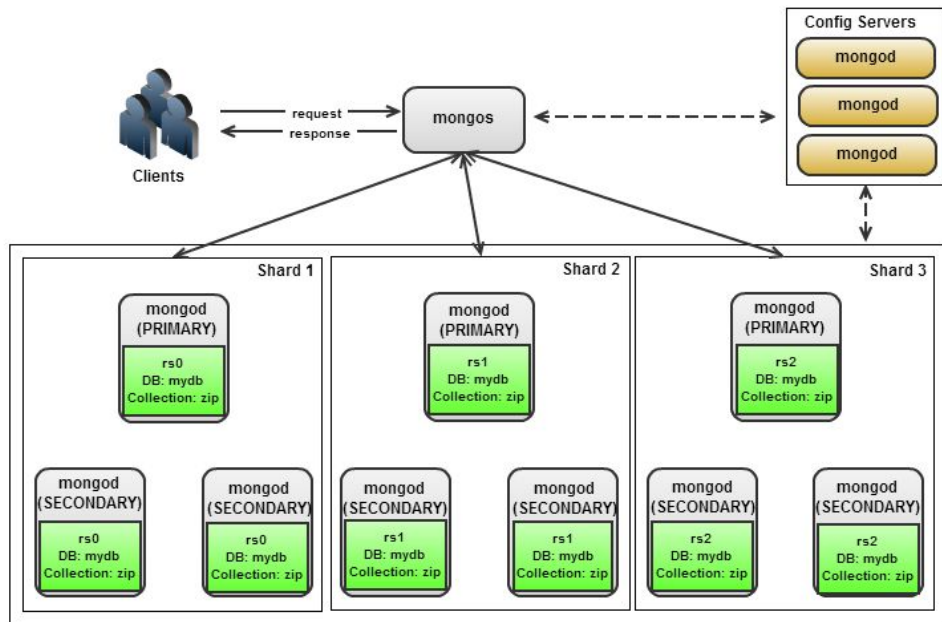 Config Servers
mongod
mongod
mongod
request
response
mongos
Clients
Shard 1
mongod
(PRIMARY)
rs0
DB: mydb
Collection: zip
mongod
(SECONDARY)
rs0
DB: mydb
Collection: zip
mongod
(SECONDARY)
rs0
DB: mydb
Collection: zip
Shard 2
mongod
(PRIMARY)
rs1
DB: mydb
Collection: zip
mongod
(SECONDARY)
rs1
DB: mydb
Collection: zip
mongod
(SECONDARY)
rs1
DB: mydb
Collection: zip
Shard 3
mongod
(PRIMARY)
rs2
DB: mydb
Collection: zip
mongod
(SECONDARY)
rs2
DB: mydb
Collection: zip
mongod
(SECONDARY)
rs2
DB: mydb
Collection: zip